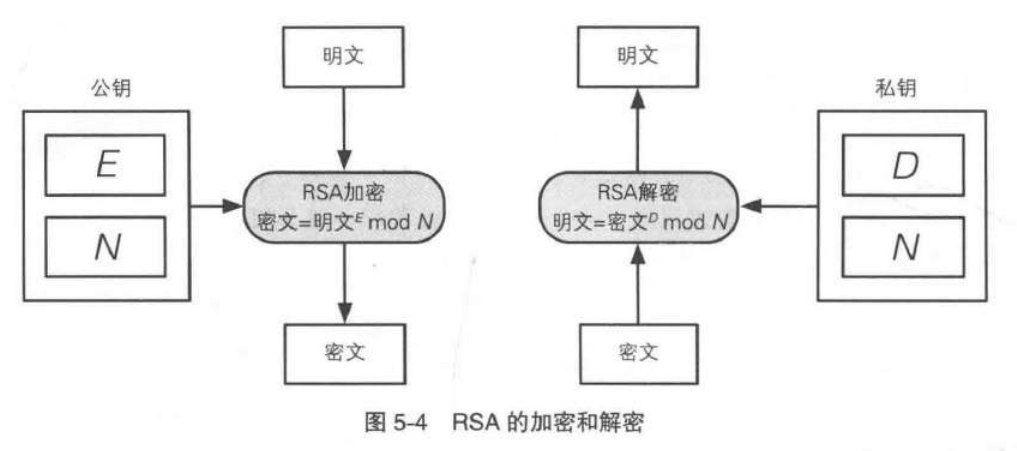 明文
明文
公钥
私钥
E
D
RSA加密
密文=明文ᴱ mod N
RSA解密
明文=密文ᴰ mod N
N
N
密文
密文
图 5-4 RSA 的加密和解密